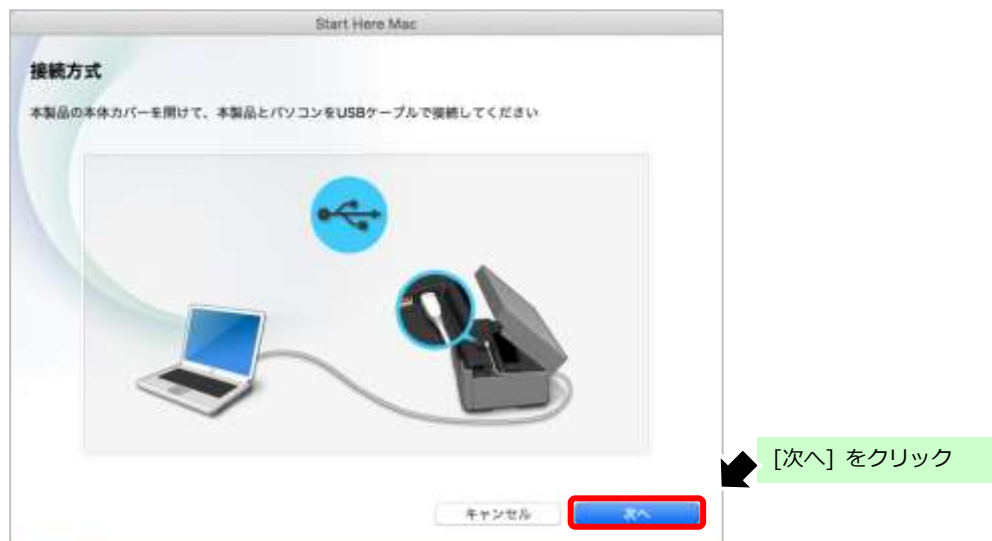 Start Here Mac
接続方式
本製品の本体カバーを開けて、本製品とパソコンをUSBケーブルで接続してください
[次へ] をクリック
キャンセル
次へ